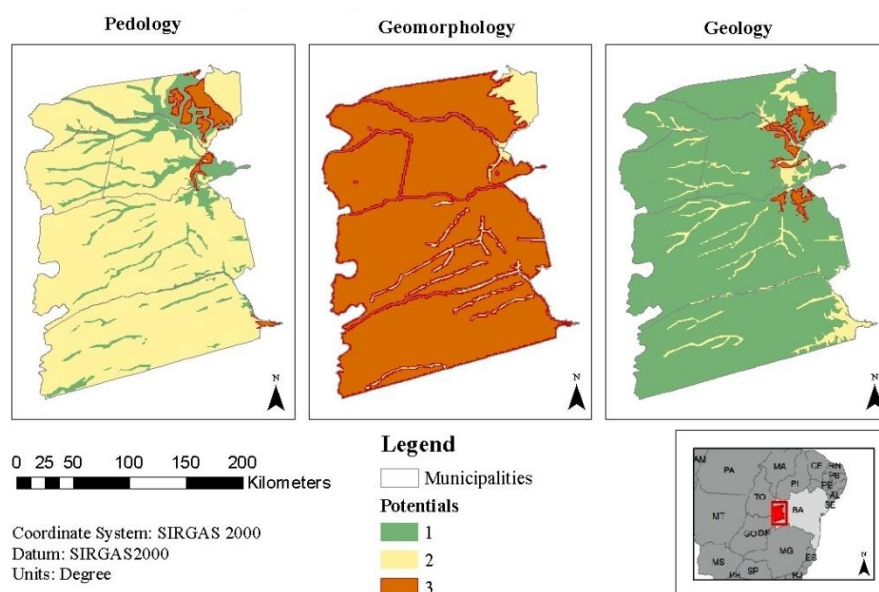 Pedology
Geomorphology
Geology
N
N
N
0 25 50 100 150 200
Kilometers
Coordinate System: SIRGAS 2000
Datum: SIRGAS2000
Units: Degree
Legend
Municipalities
Potentials
1
2
3
AM
PA
MA
CE
RN
PB
PI
PE
AL
SE
TO
BA
MT
GO
DF
MG
ES
MS
SP
RJ
N